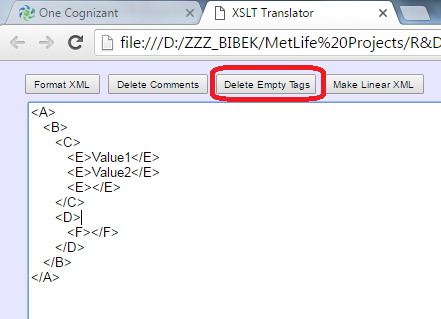 One Cognizant
XSLT Translator
file:///D:/ZZZ_BIBEK/MetLife%20Projects/R&D
Format XML
Delete Comments
Delete Empty Tags
Make Linear XML
<A>
<B>
<C>
<E>Value1</E>
<E>Value2</E>
<E></E>
</C>
<D>
<F></F>
</D>
</B>
</A>